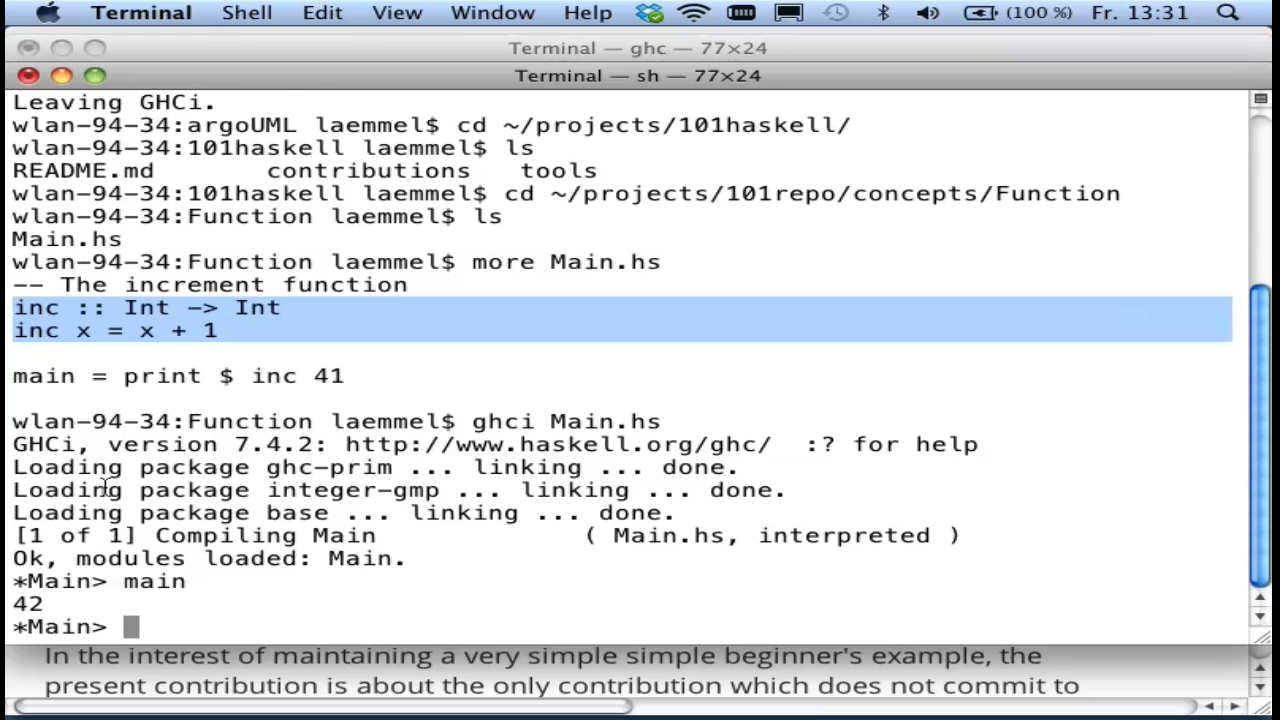 Terminal Shell Edit View Window Help (100 %) Fr. 13:31
Terminal — ghc — 77×24
Terminal — sh — 77×24
Leaving GHCi.
wlan-94-34:argoUML laemmel$ cd ~/projects/101haskell/
wlan-94-34:101haskell laemmel$ ls
README.md contributions tools
wlan-94-34:101haskell laemmel$ cd ~/projects/101repo/concepts/Function
wlan-94-34:Function laemmel$ ls
Main.hs
wlan-94-34:Function laemmel$ more Main.hs
-- The increment function
inc :: Int -> Int
inc x = x + 1
main = print $ inc 41
wlan-94-34:Function laemmel$ ghci Main.hs
GHCi, version 7.4.2: http://www.haskell.org/ghc/ :? for help
Loading package ghc-prim ... linking ... done.
Loading package integer-gmp ... linking ... done.
Loading package base ... linking ... done.
[1 of 1] Compiling Main ( Main.hs, interpreted )
Ok, modules loaded: Main.
*Main> main
42
*Main>
In the interest of maintaining a very simple simple beginner's example, the
present contribution is about the only contribution which does not commit to